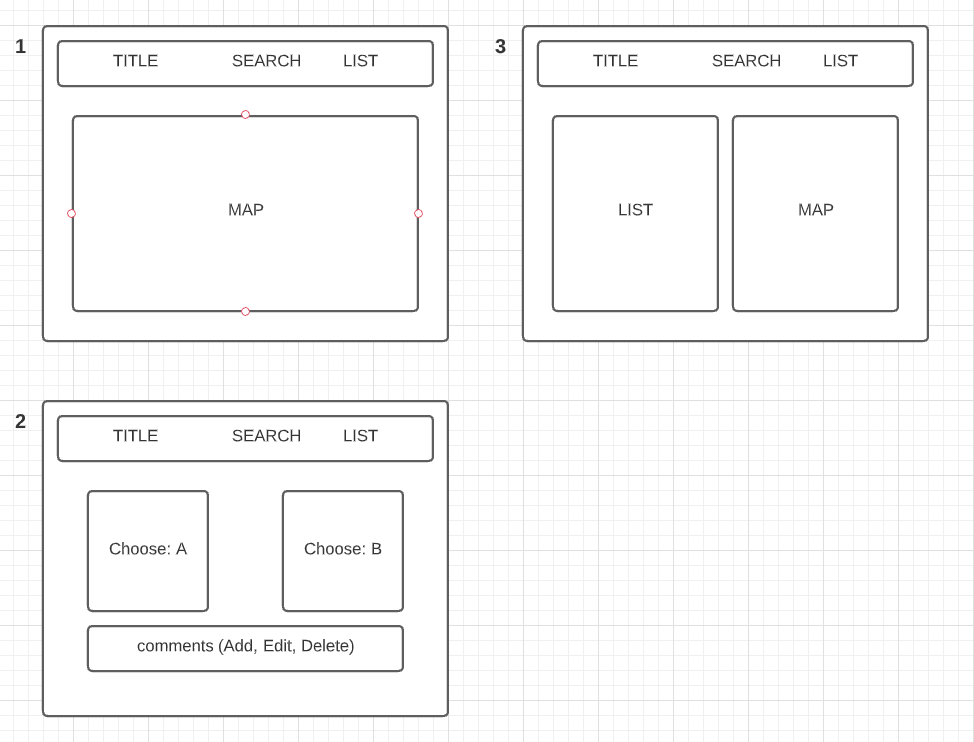 1
TITLE SEARCH LIST
MAP
3
TITLE SEARCH LIST
LIST MAP
2
TITLE SEARCH LIST
Choose: A Choose: B
comments (Add, Edit, Delete)